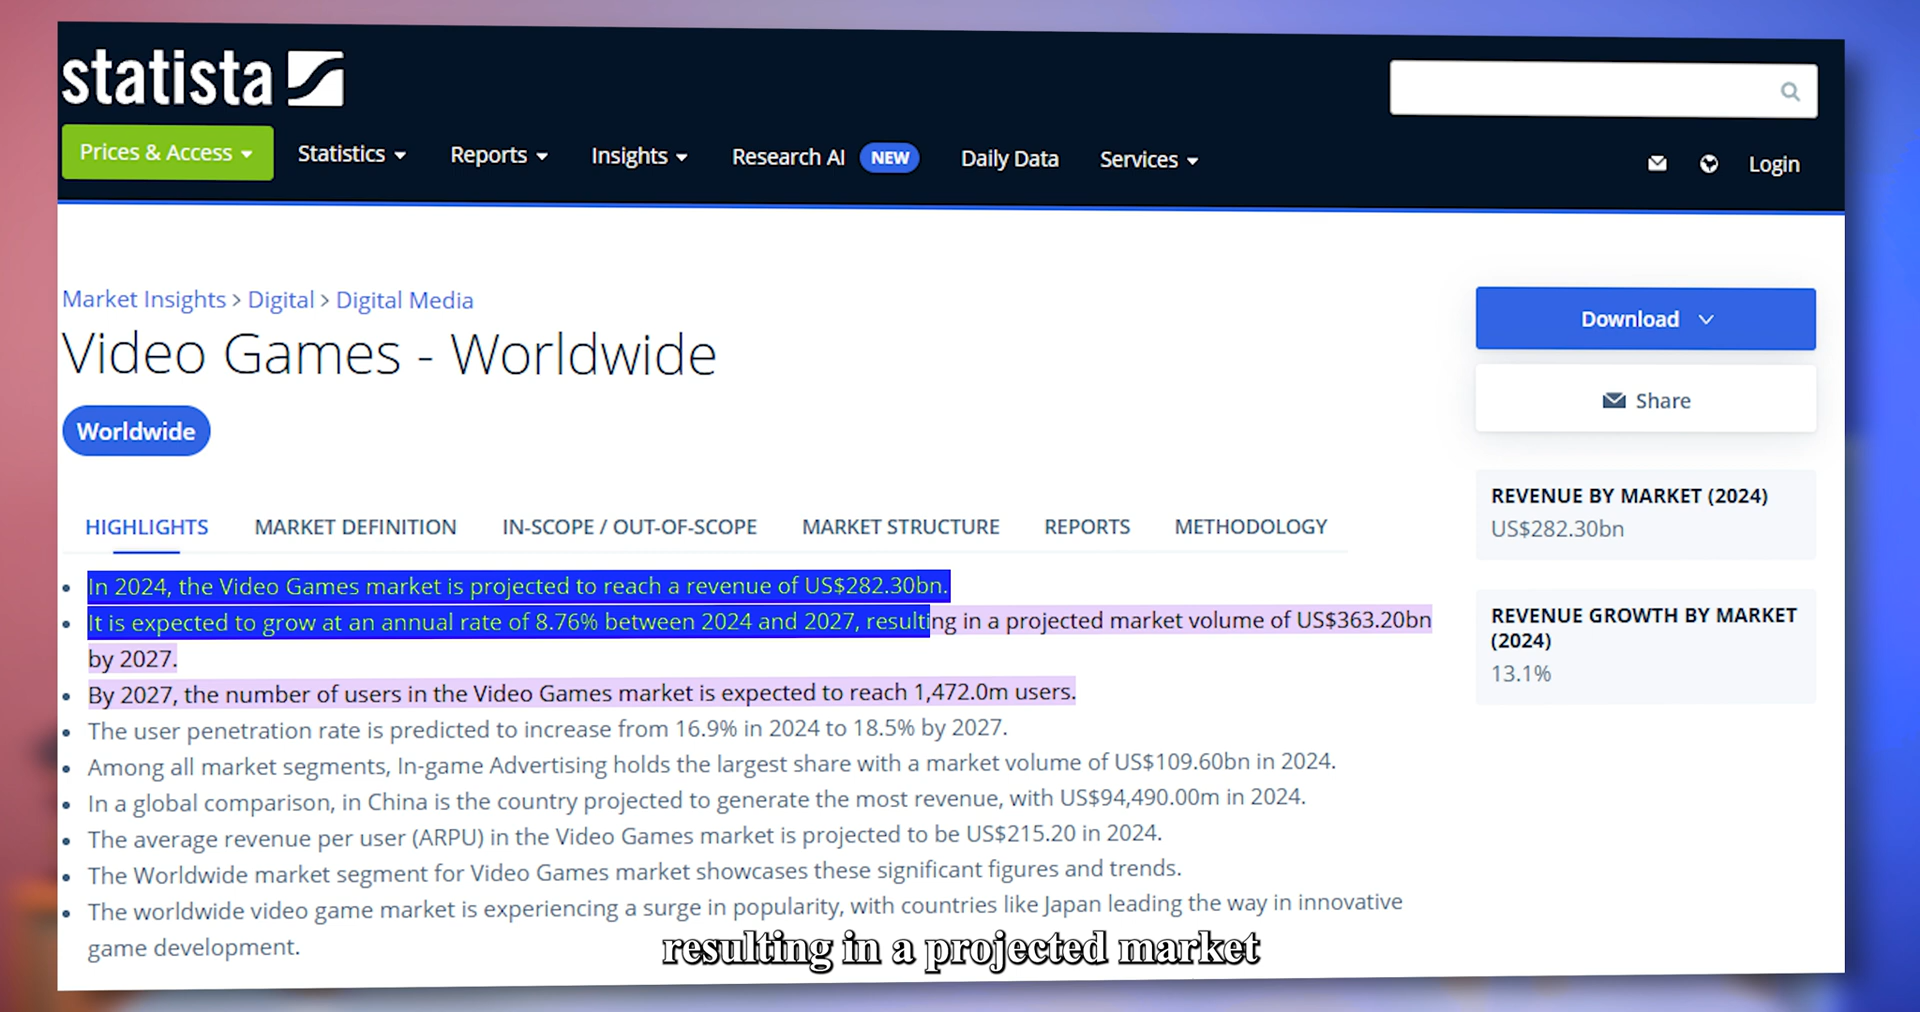 statista
Prices & Access
Statistics
Reports
Insights
Research AI NEW
Daily Data
Services
Login
Market Insights > Digital > Digital Media
Video Games - Worldwide
Worldwide
Download
Share
REVENUE BY MARKET (2024)
US$282.30bn
REVENUE GROWTH BY MARKET
(2024)
13.1%
HIGHLIGHTS
MARKET DEFINITION
IN-SCOPE / OUT-OF-SCOPE
MARKET STRUCTURE
REPORTS
METHODOLOGY
In 2024, the Video Games market is projected to reach a revenue of US$282.30bn.
It is expected to grow at an annual rate of 8.76% between 2024 and 2027, resulting in a projected market volume of US$363.20bn
by 2027.
By 2027, the number of users in the Video Games market is expected to reach 1,472.0m users.
The user penetration rate is predicted to increase from 16.9% in 2024 to 18.5% by 2027.
Among all market segments, In-game Advertising holds the largest share with a market volume of US$109.60bn in 2024.
In a global comparison, in China is the country projected to generate the most revenue, with US$94,490.00m in 2024.
The average revenue per user (ARPU) in the Video Games market is projected to be US$215.20 in 2024.
The Worldwide market segment for Video Games market showcases these significant figures and trends.
The worldwide video game market is experiencing a surge in popularity, with countries like Japan leading the way in innovative
game development.
resulting in a projected market